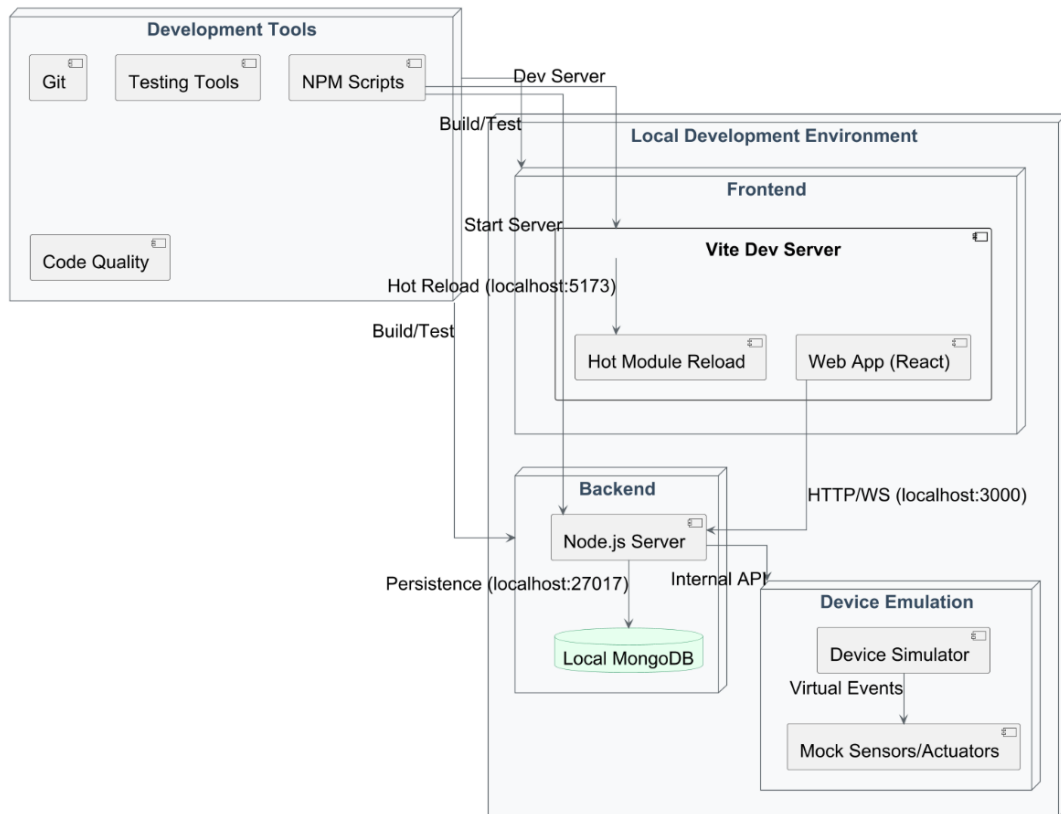 Development Tools
Git
Testing Tools
NPM Scripts
Dev Server
Build/Test
Local Development Environment
Frontend
Start Server
Vite Dev Server
Code Quality
Hot Reload (localhost:5173)
Build/Test
Hot Module Reload
Web App (React)
Backend
HTTP/WS (localhost:3000)
Node.js Server
Persistence (localhost:27017)
Internal API
Device Emulation
Local MongoDB
Device Simulator
Virtual Events
Mock Sensors/Actuators